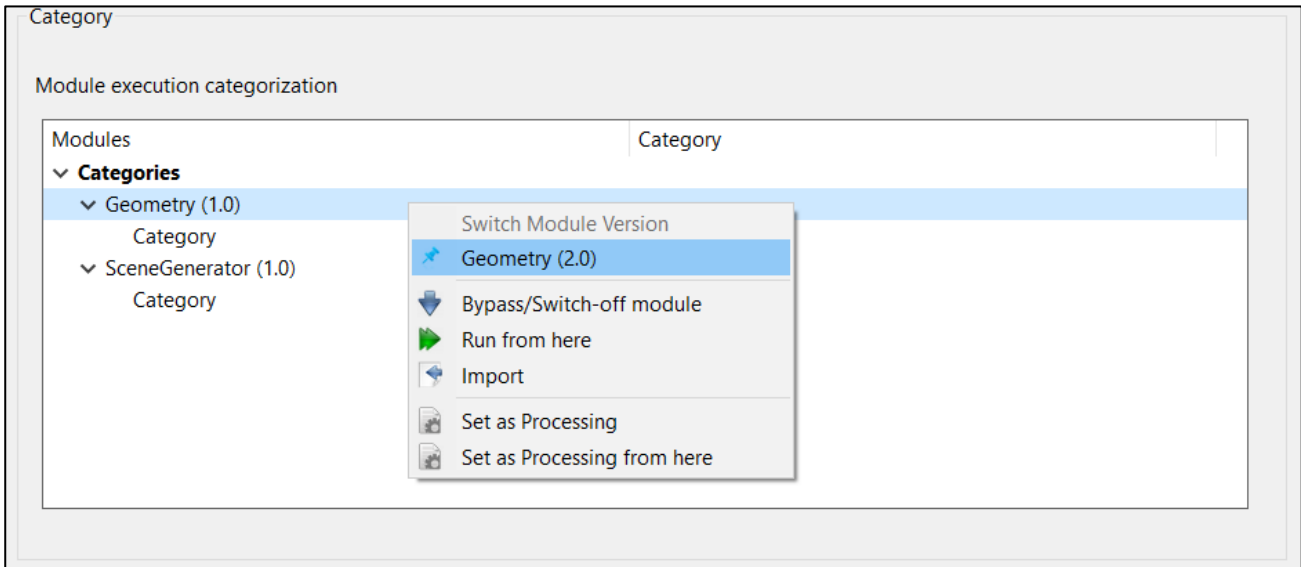 Category
Module execution categorization
Modules Category
Categories
Geometry (1.0)
Category
SceneGenerator (1.0)
Category
Switch Module Version
Geometry (2.0)
Bypass/Switch-off module
Run from here
Import
Set as Processing
Set as Processing from here